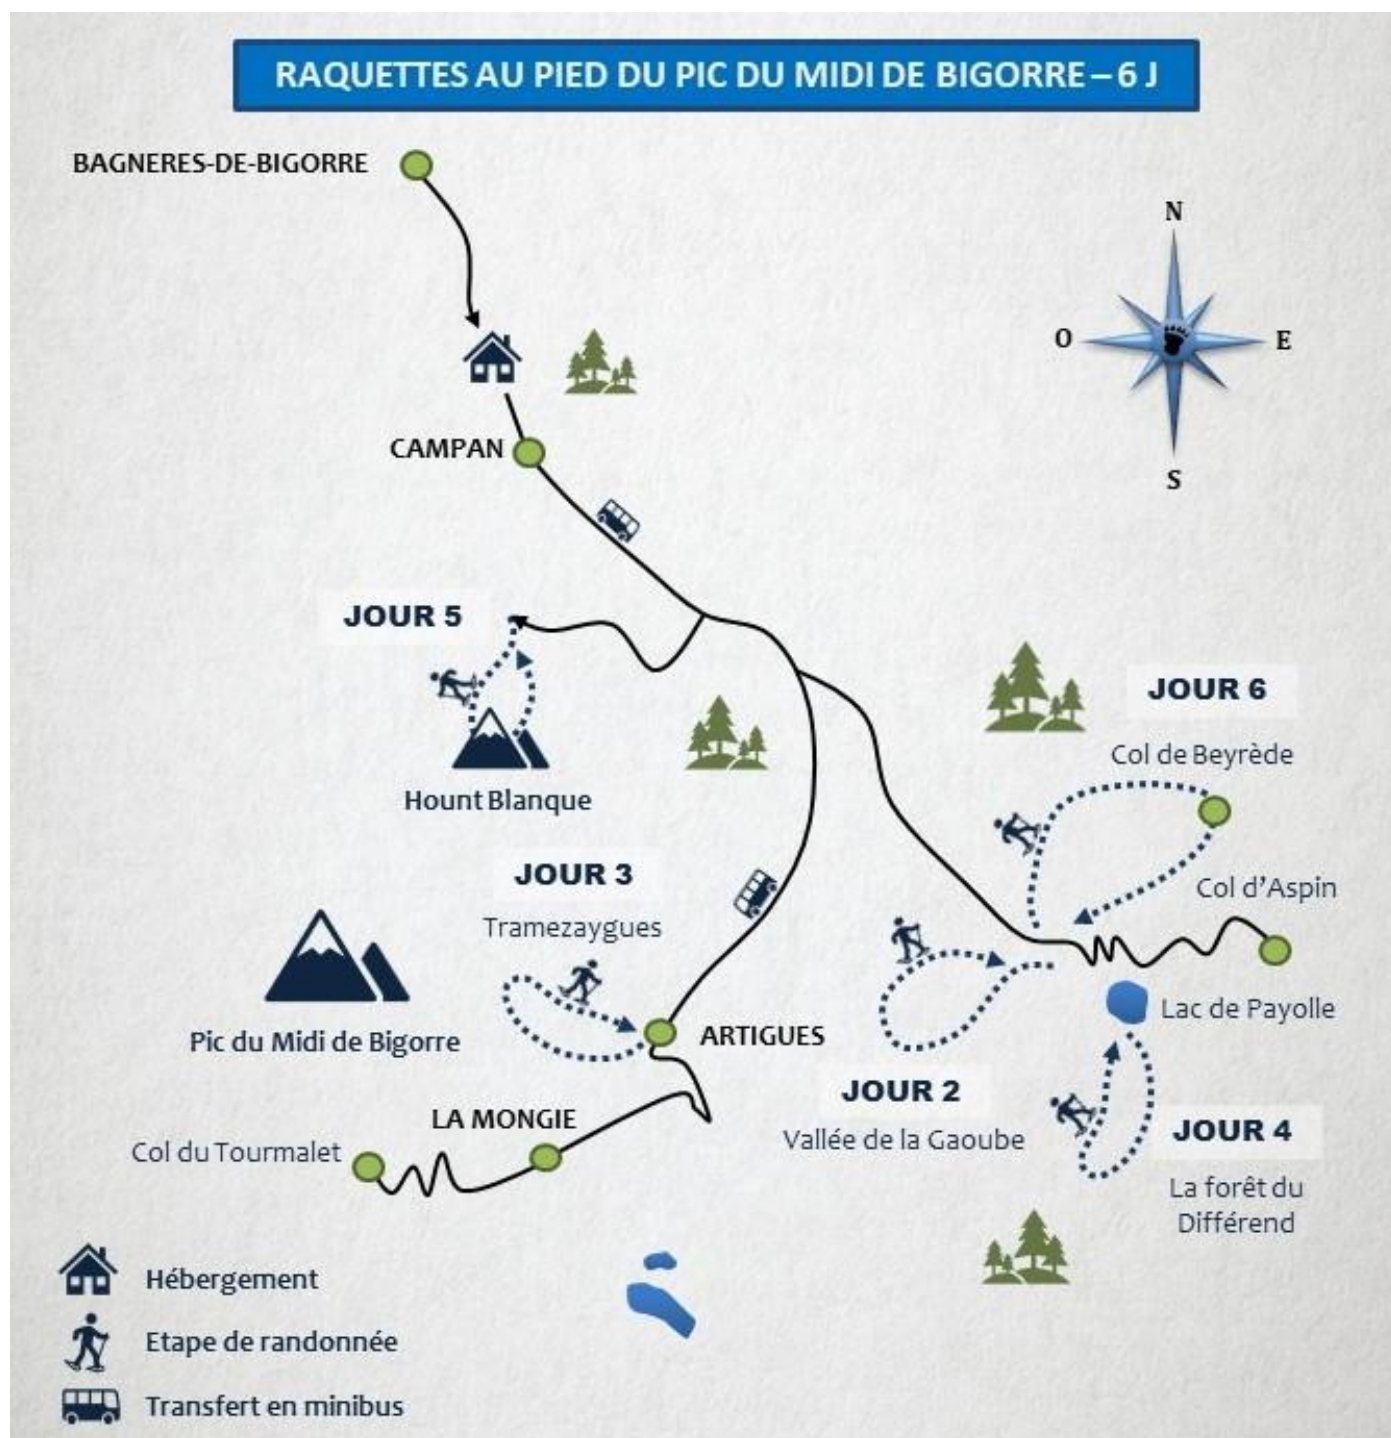 RAQUETTES AU PIED DU PIC DU MIDI DE BIGORRE – 6 J
BAGNERES-DE-BIGORRE
N
O
E
S
CAMPAN
JOUR 5
Hount Blanque
JOUR 6
Col de Beyrède
Col d’Aspin
JOUR 3
Tramezaygues
Pic du Midi de Bigorre
ARTIGUES
Lac de Payolle
JOUR 2
Vallée de la Gaoube
JOUR 4
La forêt du
Différend
LA MONGIE
Col du Tourmalet
Hébergement
Etape de randonnée
Transfert en minibus